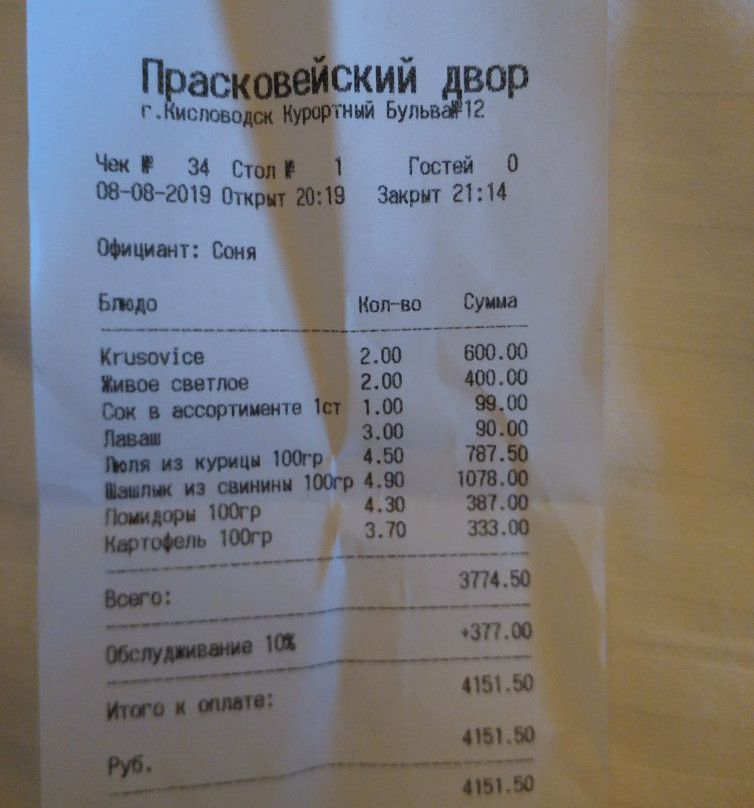 Прасковейский двор
г.Кисловодск Курортный Бульва№12
Чек № 34 Стол № 1 Гостей 0
08-08-2019 Открыт 20:19 Закрыт 21:14
Официант: Соня
Блюдо Кол-во Сумма
Krusovice 2.00 600.00
Живое светлое 2.00 400.00
Сок в ассортименте 1ст 1.00 99.00
Лаваш 3.00 90.00
Люля из курицы 100гр 4.50 787.50
Шашлык из свинины 100гр 4.90 1078.00
Помидоры 100гр 4.30 387.00
Картофель 100гр 3.70 333.00
Всего: 3774.50
Обслудживание 10% +377.00
Итого к оплате: 4151.50
Руб. 4151.50
4151.50